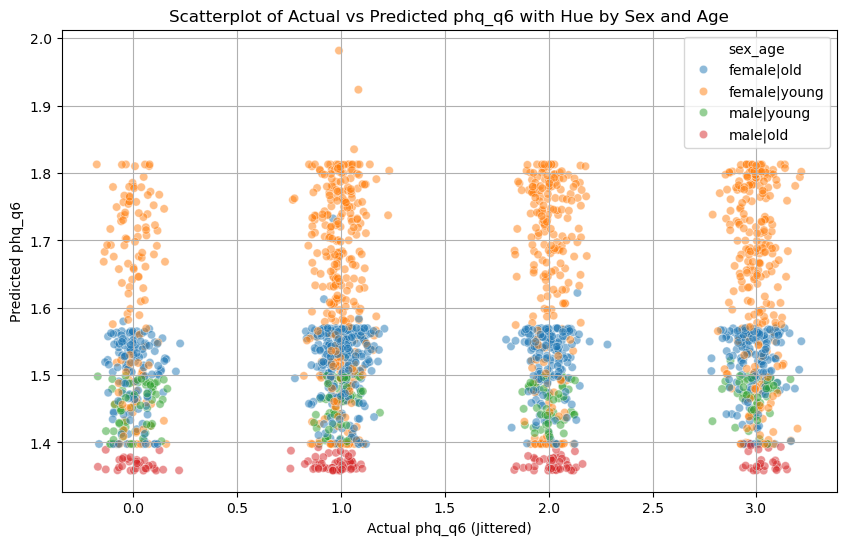 Scatterplot of Actual vs Predicted phq_q6 with Hue by Sex and Age
2.0
1.9
1.8
1.7
1.6
1.5
1.4
Predicted phq_q6
sex_age
female|old
female|young
male|young
male|old
0.0
0.5
1.0
1.5
2.0
2.5
3.0
Actual phq_q6 (Jittered)